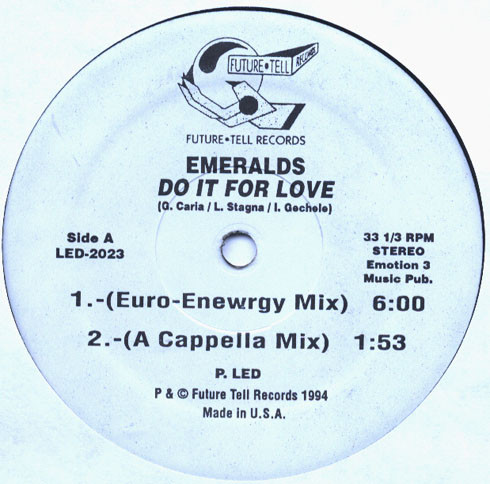 FUTURE•TELL RECORDS
FUTURE•TELL RECORDS
EMERALDS
DO IT FOR LOVE
(G. Caria / L. Stagna / I. Gechele)
Side A
LED-2023
33 1/3 RPM
STEREO
Emotion 3
Music Pub.
1.-(Euro-Enewrgy Mix) 6:00
2.-(A Cappella Mix) 1:53
P. LED
P & © Future Tell Records 1994
Made in U.S.A.